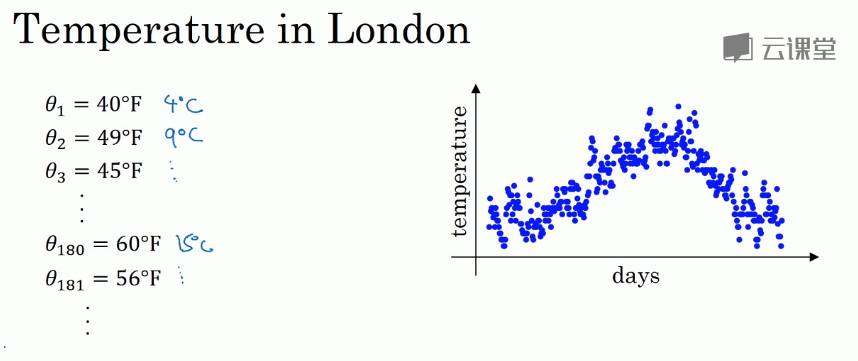 Temperature in London
云课堂
θ₁ = 40°F 4°C
θ₂ = 49°F 9°C
θ₃ = 45°F ⋮
⋮
θ₁₈₀ = 60°F 15°C
θ₁₈₁ = 56°F ⋮
⋮
temperature
days